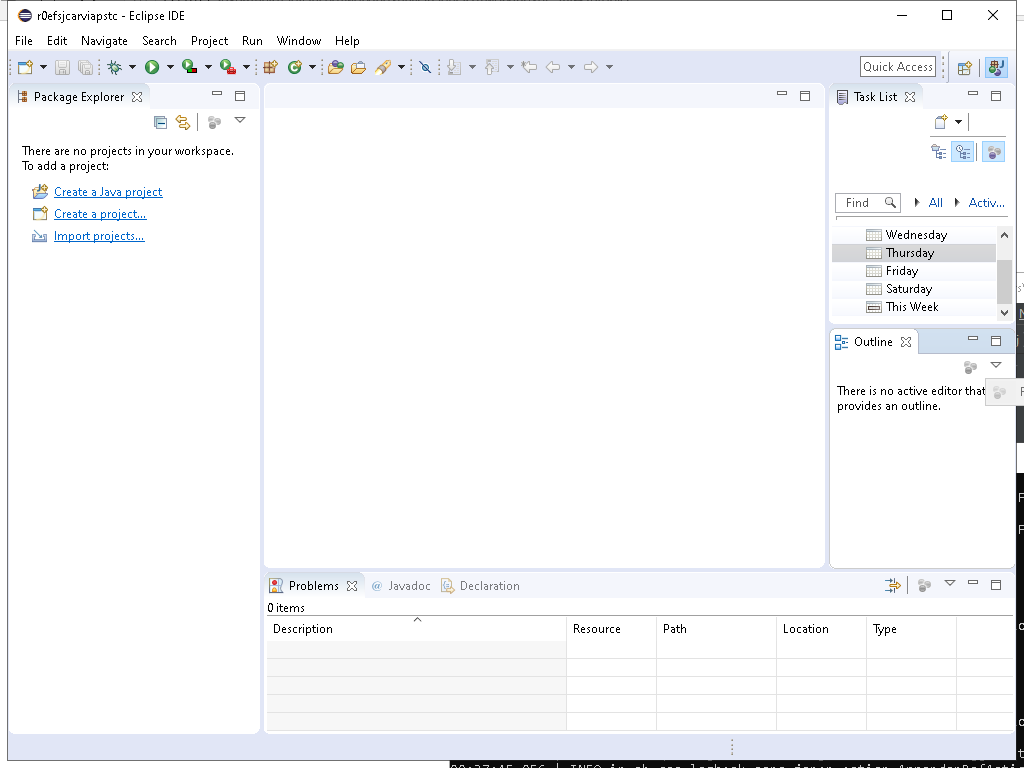 r0efsjcarviapstc - Eclipse IDE
File Edit Navigate Search Project Run Window Help
Quick Access
Package Explorer
There are no projects in your workspace.
To add a project:
Create a Java project
Create a project...
Import projects...
Task List
Find All Activ...
Wednesday
Thursday
Friday
Saturday
This Week
Outline
There is no active editor that
provides an outline.
Problems @ Javadoc Declaration
0 items
Description Resource Path Location Type